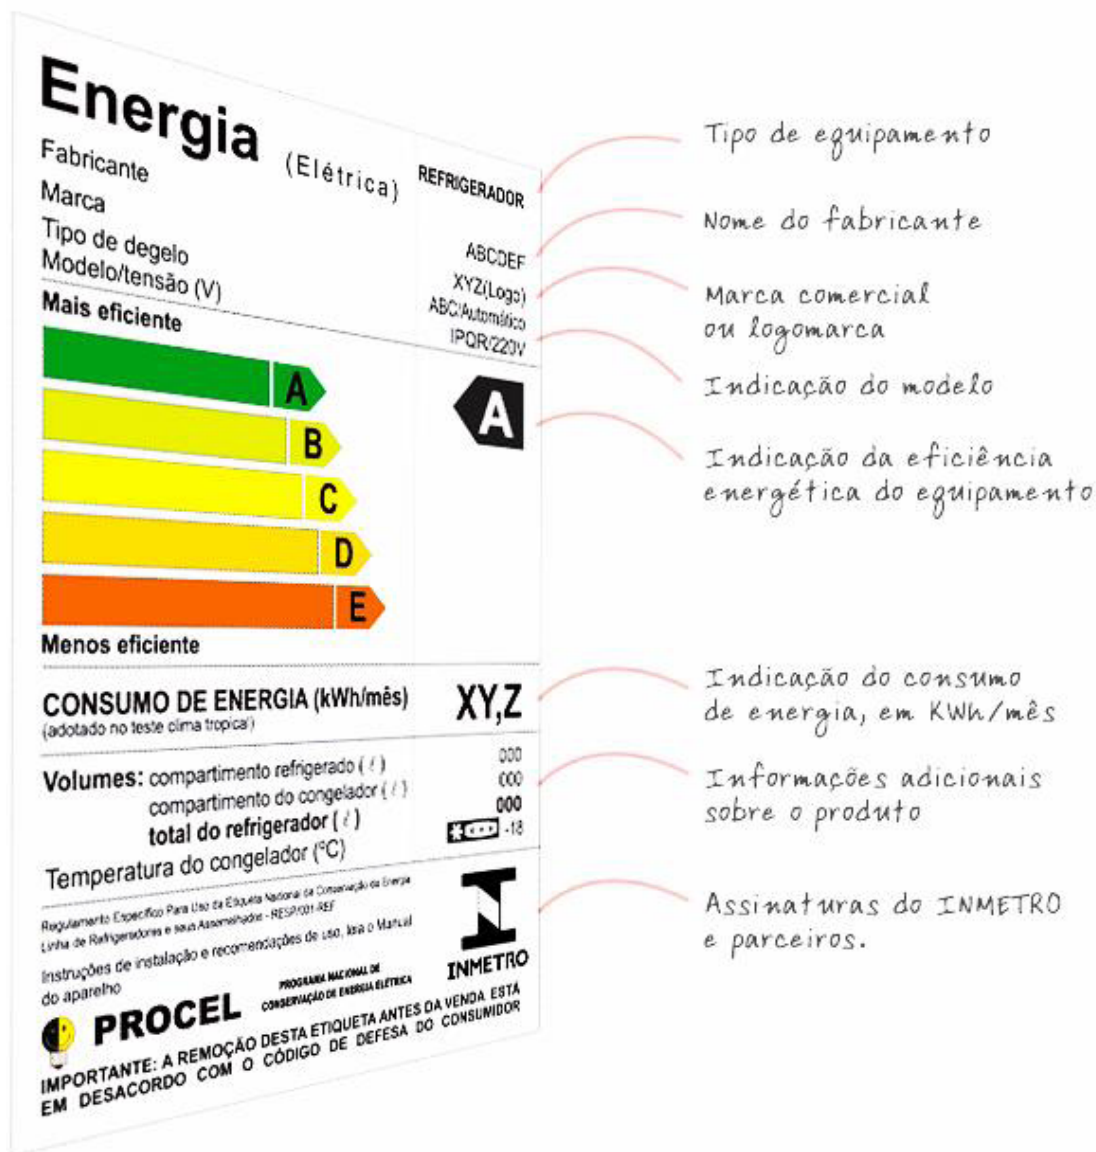 Energia (Elétrica) REFRIGERADOR
Fabricante ABCDEF
Marca XYZ(Logo)
Tipo de degelo ABC/Automático
Modelo/tensão (V) IPQR/220V
Mais eficiente
A A
B
C
D
E
Menos eficiente
CONSUMO DE ENERGIA (kWh/mês) XY,Z
(adotado no teste clima tropical)
Volumes: compartimento refrigerado (ℓ) 000
compartimento do congelador (ℓ) 000
total do refrigerador (ℓ) 000
Temperatura do congelador (ºC) -18
Regulamento Específico Para Uso da Etiqueta Nacional de Conservação da Energia
Linha de Refrigeradores e seus Assemelhados - RESP/001-REF
Instruções de instalação e recomendações de uso, leia o Manual
do aparelho
PROCEL
PROGRAMA NACIONAL DE
CONSERVAÇÃO DE ENERGIA ELÉTRICA
INMETRO
IMPORTANTE: A REMOÇÃO DESTA ETIQUETA ANTES DA VENDA ESTÁ
EM DESACORDO COM O CÓDIGO DE DEFESA DO CONSUMIDOR
Tipo de equipamento
Nome do fabricante
Marca comercial
ou logomarca
Indicação do modelo
Indicação da eficiência
energética do equipamento
Indicação do consumo
de energia, em KWh/mês
Informações adicionais
sobre o produto
Assinaturas do INMETRO
e parceiros.